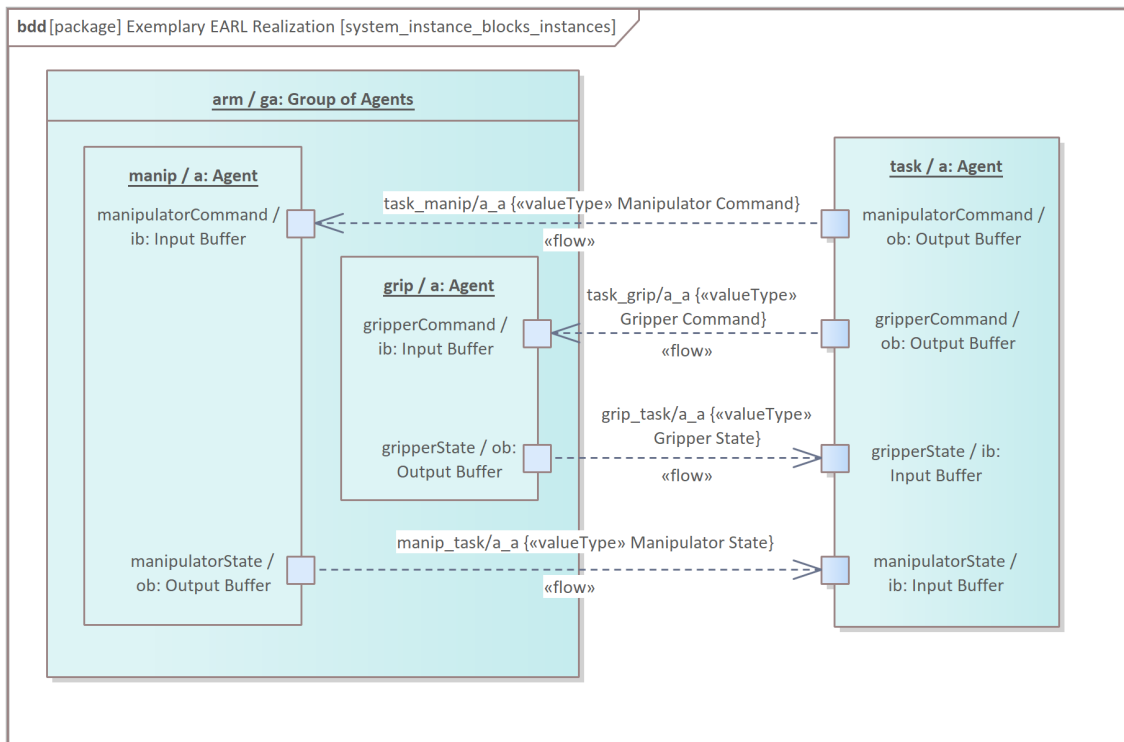 bdd [package] Exemplary EARL Realization [system_instance_blocks_instances]
arm / ga: Group of Agents
manip / a: Agent
manipulatorCommand /
ib: Input Buffer
grip / a: Agent
gripperCommand /
ib: Input Buffer
gripperState / ob:
Output Buffer
manipulatorState /
ob: Output Buffer
task_manip/a_a {«valueType» Manipulator Command}
«flow»
task_grip/a_a {«valueType»
Gripper Command}
«flow»
grip_task/a_a {«valueType»
Gripper State}
«flow»
manip_task/a_a {«valueType» Manipulator State}
«flow»
task / a: Agent
manipulatorCommand /
ob: Output Buffer
gripperCommand /
ob: Output Buffer
gripperState / ib:
Input Buffer
manipulatorState /
ib: Input Buffer